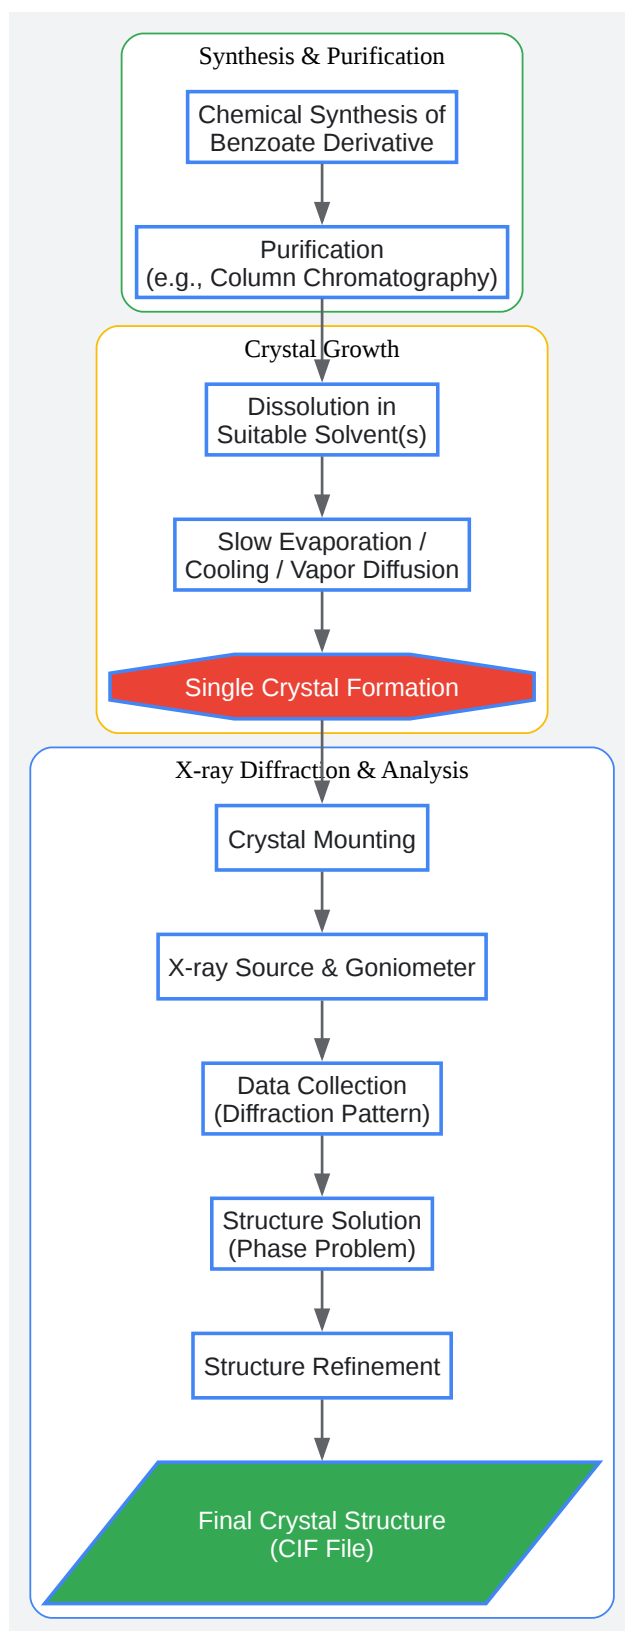 Synthesis & Purification
Chemical Synthesis of
Benzoate Derivative
Purification
(e.g., Column Chromatography)
Crystal Growth
Dissolution in
Suitable Solvent(s)
Slow Evaporation /
Cooling / Vapor Diffusion
Single Crystal Formation
X-ray Diffraction & Analysis
Crystal Mounting
X-ray Source & Goniometer
Data Collection
(Diffraction Pattern)
Structure Solution
(Phase Problem)
Structure Refinement
Final Crystal Structure
(CIF File)